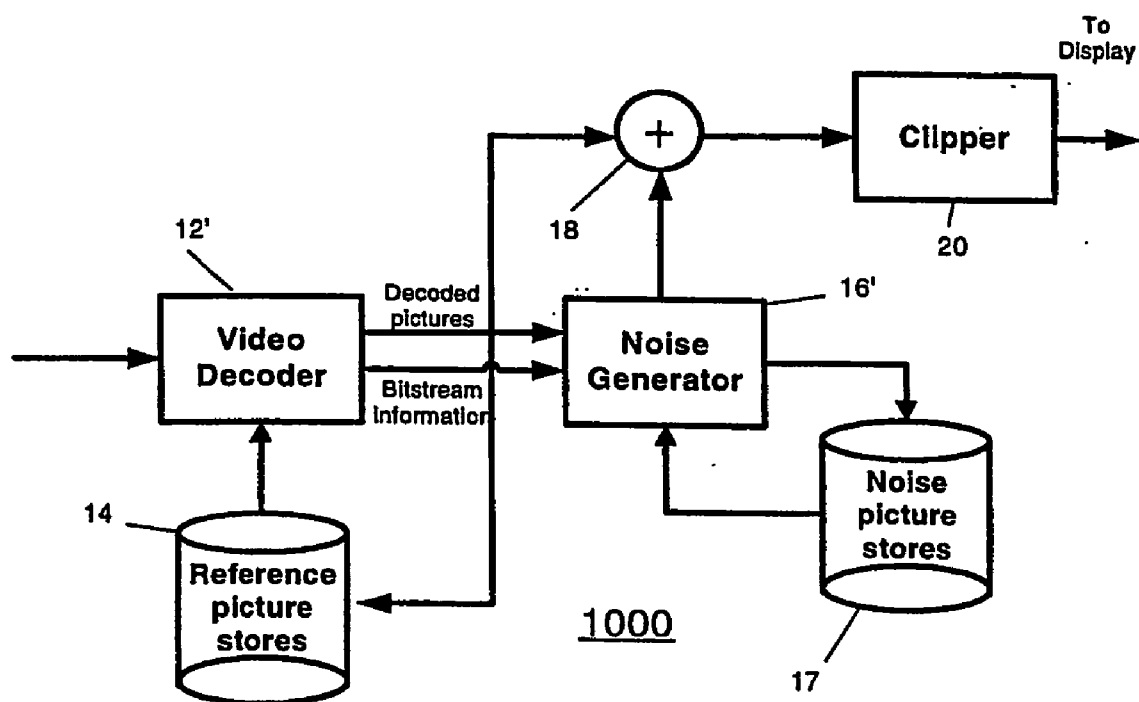 To
Display
+
Clipper
18
20
12'
Decoded
pictures
16'
Video
Decoder
Noise
Generator
Bitstream
Information
14
Reference
picture
stores
Noise
picture
stores
1000
17